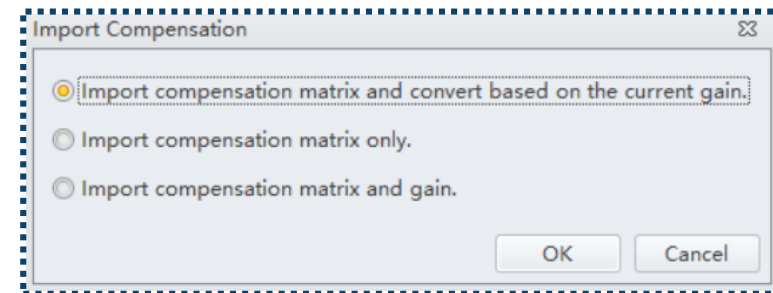 Import Compensation
Import compensation matrix and convert based on the current gain.
Import compensation matrix only.
Import compensation matrix and gain.
OK Cancel